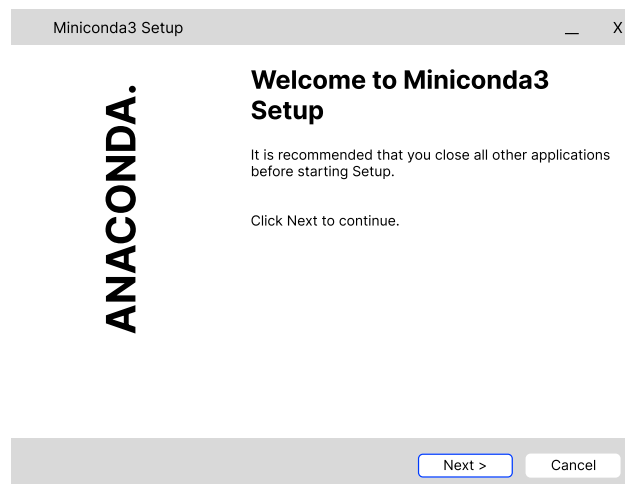 Miniconda3 Setup
__ X
ANACONDA.
Welcome to Miniconda3
Setup
It is recommended that you close all other applications
before starting Setup.
Click Next to continue.
Next >
Cancel